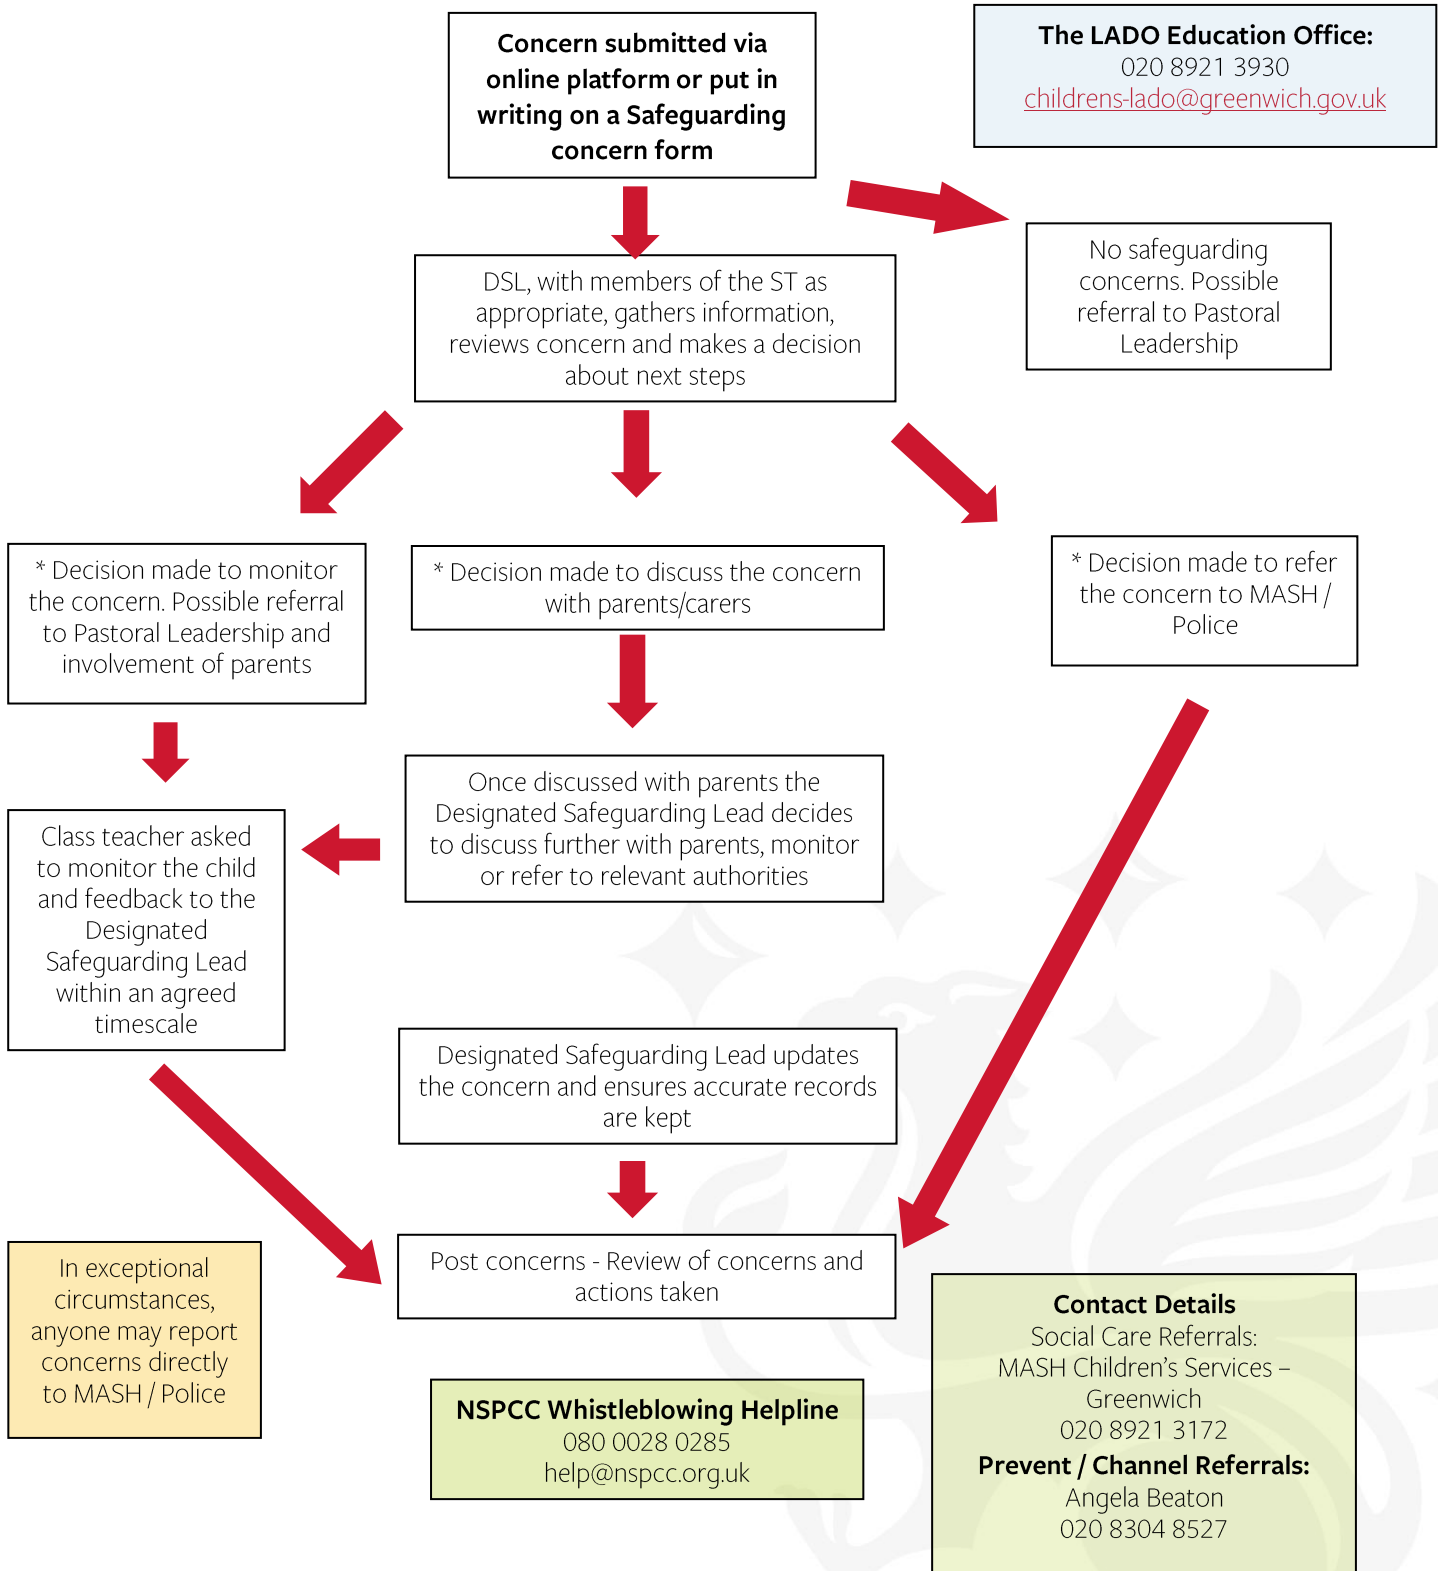 Concern submitted via
online platform or put in
writing on a Safeguarding
concern form
The LADO Education Office:
020 8921 3930
childrens-lado@greenwich.gov.uk
No safeguarding
concerns. Possible
referral to Pastoral
Leadership
DSL, with members of the ST as
appropriate, gathers information,
reviews concern and makes a decision
about next steps
* Decision made to monitor
the concern. Possible referral
to Pastoral Leadership and
involvement of parents
* Decision made to discuss the concern
with parents/carers
* Decision made to refer
the concern to MASH /
Police
Once discussed with parents the
Designated Safeguarding Lead decides
to discuss further with parents, monitor
or refer to relevant authorities
Class teacher asked
to monitor the child
and feedback to the
Designated
Safeguarding Lead
within an agreed
timescale
Designated Safeguarding Lead updates
the concern and ensures accurate records
are kept
Post concerns - Review of concerns and
actions taken
In exceptional
circumstances,
anyone may report
concerns directly
to MASH / Police
NSPCC Whistleblowing Helpline
080 0028 0285
help@nspcc.org.uk
Contact Details
Social Care Referrals:
MASH Children’s Services –
Greenwich
020 8921 3172
Prevent / Channel Referrals:
Angela Beaton
020 8304 8527